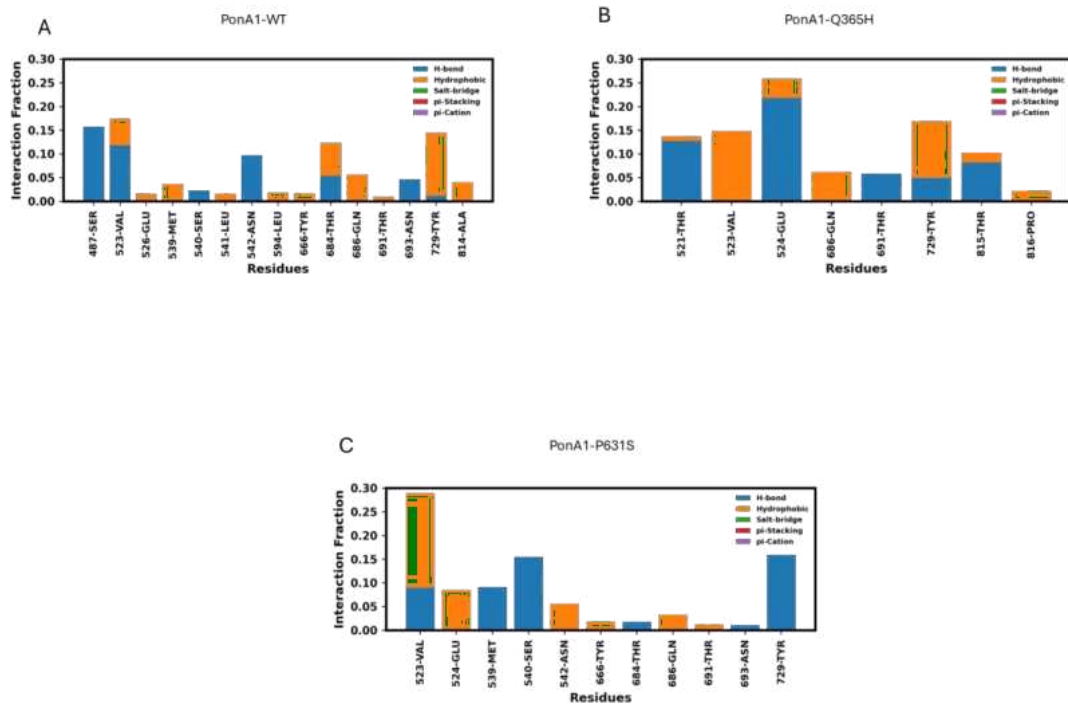 A
PonA1-WT
Interaction Fraction
0.30
0.25
0.20
0.15
0.10
0.05
0.00
H-bond
Hydrophobic
Salt-bridge
pi-Stacking
pi-Cation
487-SER
523-VAL
526-GLU
539-MET
540-SER
541-LEU
542-ASN
594-LEU
666-TYR
684-THR
686-GLN
691-THR
693-ASN
729-TYR
814-ALA
Residues
B
PonA1-Q365H
Interaction Fraction
0.30
0.25
0.20
0.15
0.10
0.05
0.00
H-bond
Hydrophobic
Salt-bridge
pi-Stacking
pi-Cation
521-THR
523-VAL
524-GLU
686-GLN
691-THR
729-TYR
815-THR
816-PRO
Residues
C
PonA1-P631S
Interaction Fraction
0.30
0.25
0.20
0.15
0.10
0.05
0.00
H-bond
Hydrophobic
Salt-bridge
pi-Stacking
pi-Cation
523-VAL
524-GLU
539-MET
540-SER
542-ASN
666-TYR
684-THR
686-GLN
691-THR
693-ASN
729-TYR
Residues